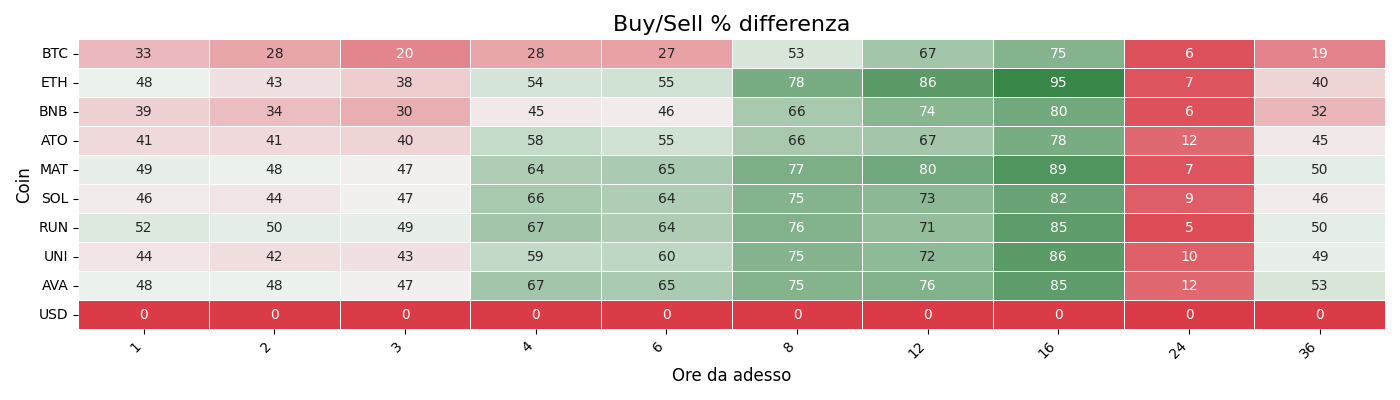 Buy/Sell % differenza
Coin
BTC 33 28 20 28 27 53 67 75 6 19
ETH 48 43 38 54 55 78 86 95 7 40
BNB 39 34 30 45 46 66 74 80 6 32
ATO 41 41 40 58 55 66 67 78 12 45
MAT 49 48 47 64 65 77 80 89 7 50
SOL 46 44 47 66 64 75 73 82 9 46
RUN 52 50 49 67 64 76 71 85 5 50
UNI 44 42 43 59 60 75 72 86 10 49
AVA 48 48 47 67 65 75 76 85 12 53
USD 0 0 0 0 0 0 0 0 0 0
1 2 3 4 6 8 12 16 24 36
Ore da adesso